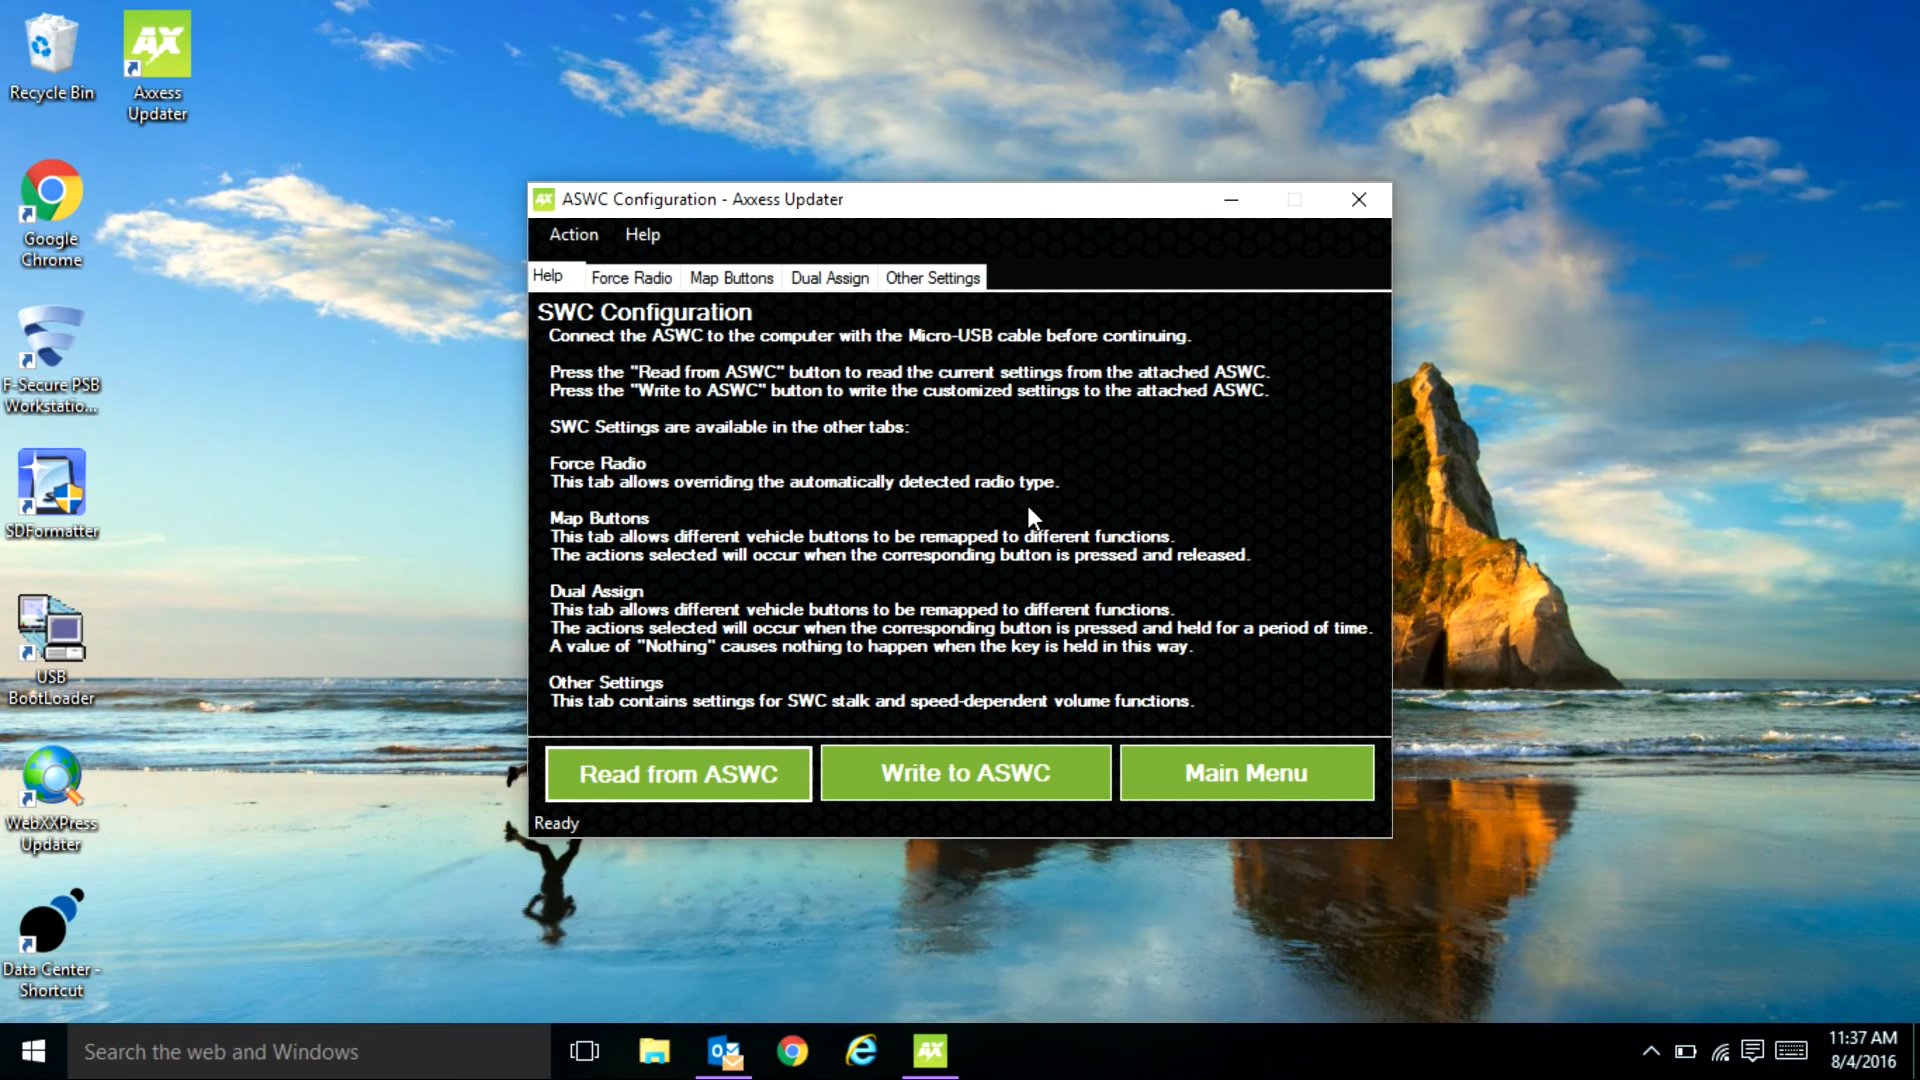 Recycle Bin
AX
Axxess
Updater
Google
Chrome
F-Secure PSB
Workstatio...
SDFormatter
USB
BootLoader
WebXXPress
Updater
Data Center -
Shortcut
AX ASWC Configuration - Axxess Updater
Action Help
Help Force Radio Map Buttons Dual Assign Other Settings
SWC Configuration
Connect the ASWC to the computer with the Micro-USB cable before continuing.
Press the "Read from ASWC" button to read the current settings from the attached ASWC.
Press the "Write to ASWC" button to write the customized settings to the attached ASWC.
SWC Settings are available in the other tabs:
Force Radio
This tab allows overriding the automatically detected radio type.
Map Buttons
This tab allows different vehicle buttons to be remapped to different functions.
The actions selected will occur when the corresponding button is pressed and released.
Dual Assign
This tab allows different vehicle buttons to be remapped to different functions.
The actions selected will occur when the corresponding button is pressed and held for a period of time.
A value of "Nothing" causes nothing to happen when the key is held in this way.
Other Settings
This tab contains settings for SWC stalk and speed-dependent volume functions.
Read from ASWC Write to ASWC Main Menu
Ready
Search the web and Windows
AX
11:37 AM
8/4/2016